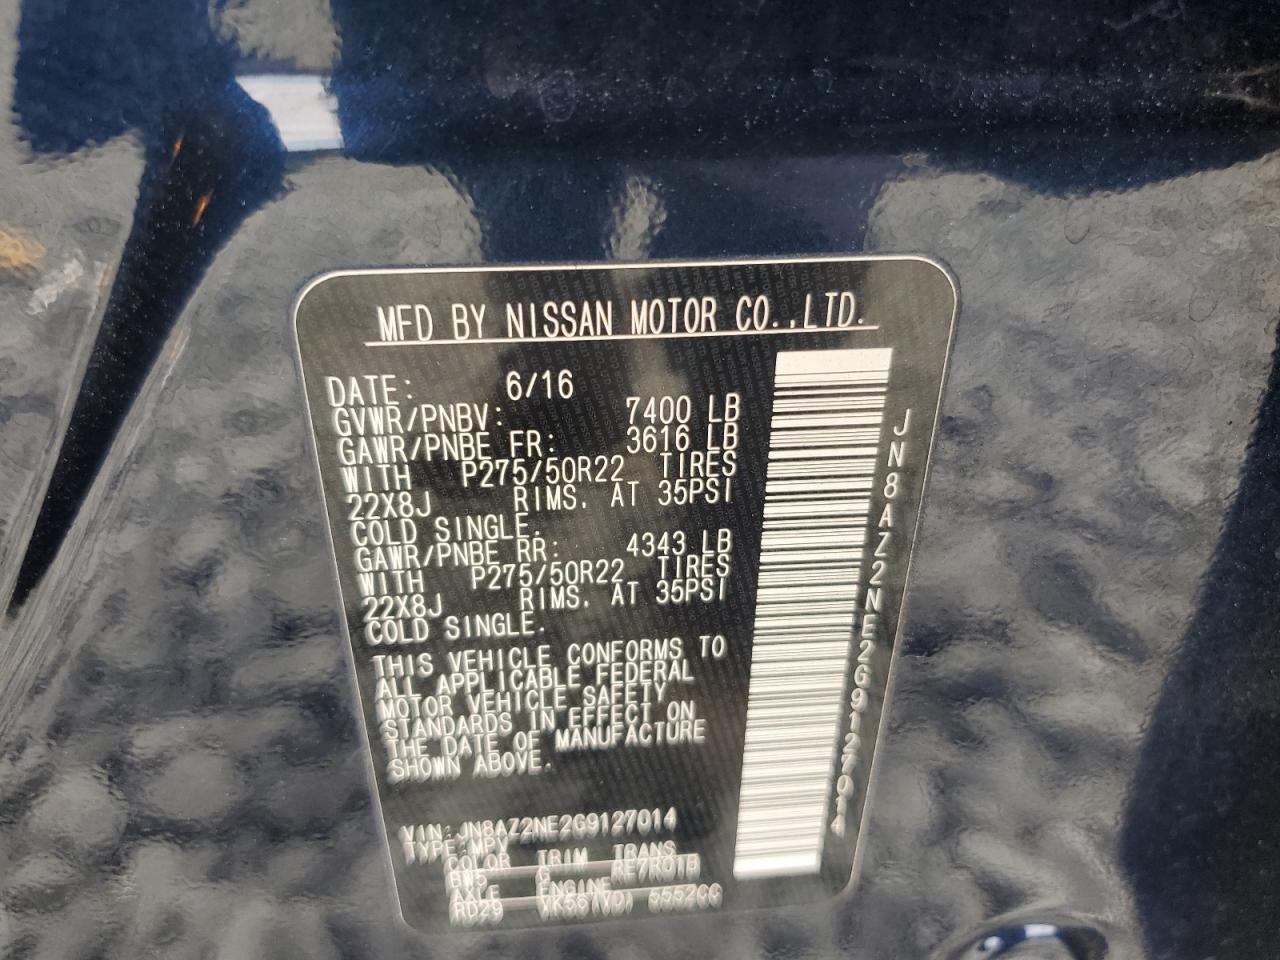 MFD BY NISSAN MOTOR CO.,LTD.
DATE: 6/16
GVWR/PNBV: 7400 LB
GAWR/PNBE FR: 3616 LB
WITH P275/50R22 TIRES
22X8J RIMS. AT 35PSI
COLD SINGLE.
GAWR/PNBE RR: 4343 LB
WITH P275/50R22 TIRES
22X8J RIMS. AT 35PSI
COLD SINGLE.
THIS VEHICLE CONFORMS TO
ALL APPLICABLE FEDERAL
MOTOR VEHICLE SAFETY
STANDARDS IN EFFECT ON
THE DATE OF MANUFACTURE
SHOWN ABOVE.
VIN:JN8AZ2NE2G9127014
TYPE:MPV
COLOR TRIM TRANS
BW5 G RE7R01B
AXLE ENGINE
RD29 VK56(VD) 5552CC
JN8AZ2NE2G9127014